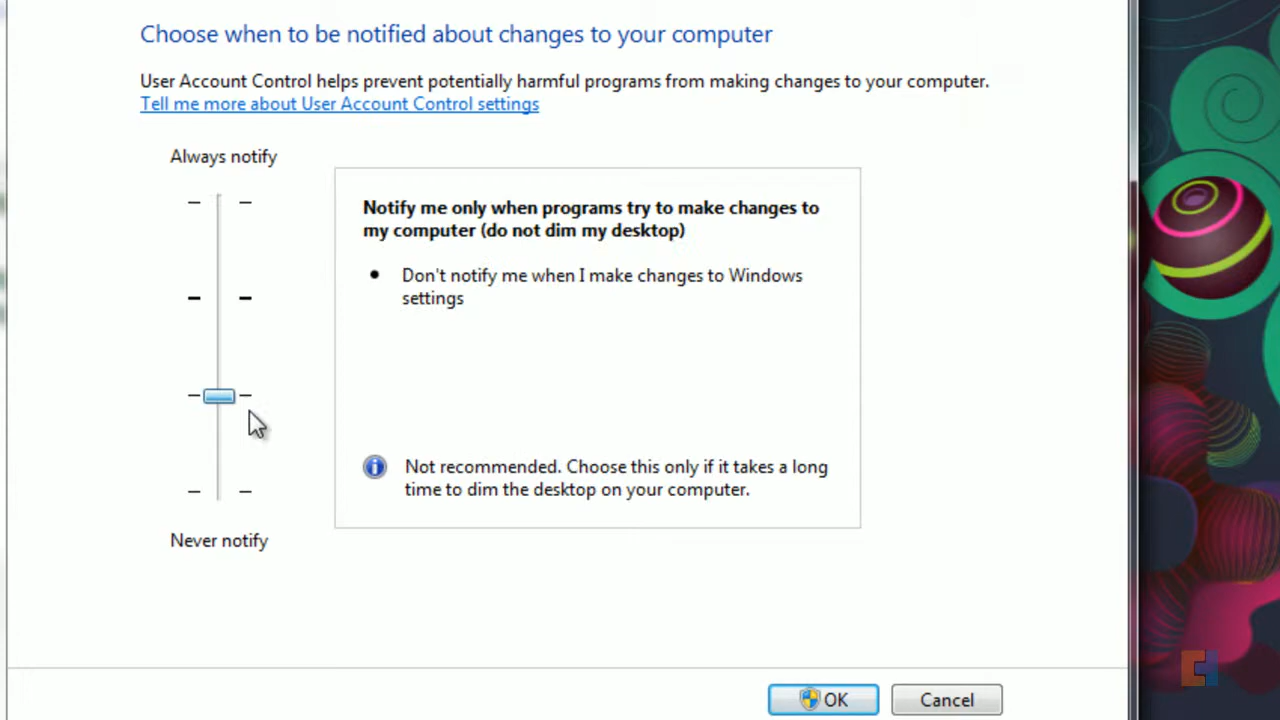 Choose when to be notified about changes to your computer
User Account Control helps prevent potentially harmful programs from making changes to your computer.
Tell me more about User Account Control settings
Always notify
Notify me only when programs try to make changes to
my computer (do not dim my desktop)
• Don't notify me when I make changes to Windows
settings
Not recommended. Choose this only if it takes a long
time to dim the desktop on your computer.
Never notify
OK
Cancel